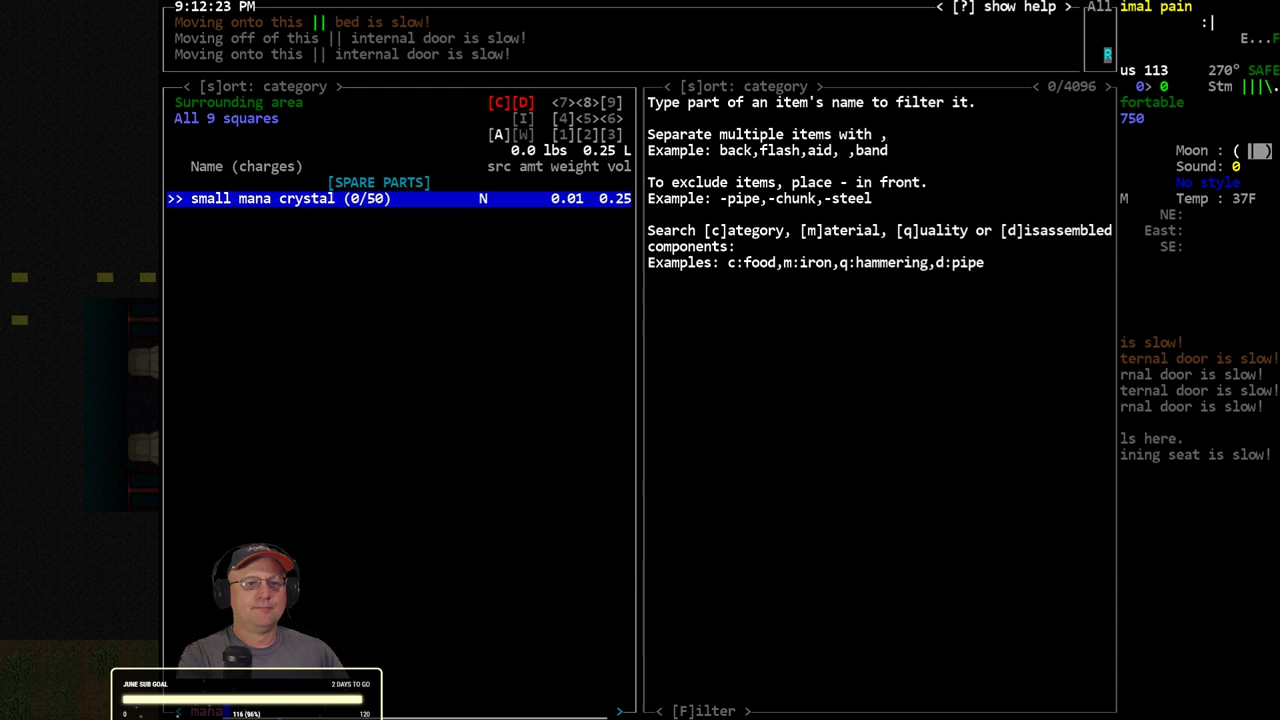 9:12:23 PM
< [?] show help >
All
imal pain
Moving onto this || bed is slow!
:|
Moving off of this || internal door is slow!
E...F
Moving onto this || internal door is slow!
R
us 113
270° SAFE
< [s]ort: category >
< [s]ort: category >
< 0/4096 >
0> 0
Stm |||\.
Surrounding area
[C][D] <7><8>[9]
Type part of an item's name to filter it.
fortable
All 9 squares
[I] [4]<5><6>
750
[A][W] [1][2][3]
Separate multiple items with ,
0.0 lbs 0.25 L
Example: back,flash,aid, ,band
Moon : ( | )
Name (charges)
src amt weight vol
Sound: 0
[SPARE PARTS]
To exclude items, place - in front.
No style
>> small mana crystal (0/50) N 0.01 0.25
Example: -pipe,-chunk,-steel
M
Temp : 37F
NE:
Search [c]ategory, [m]aterial, [q]uality or [d]isassembled
East:
components:
SE:
Examples: c:food,m:iron,q:hammering,d:pipe
is slow!
ternal door is slow!
rnal door is slow!
ternal door is slow!
rnal door is slow!
ls here.
ining seat is slow!
JUNE SUB GOAL
2 DAYS TO GO
< mana
>
< [F]ilter >
0
116 (96%)
120